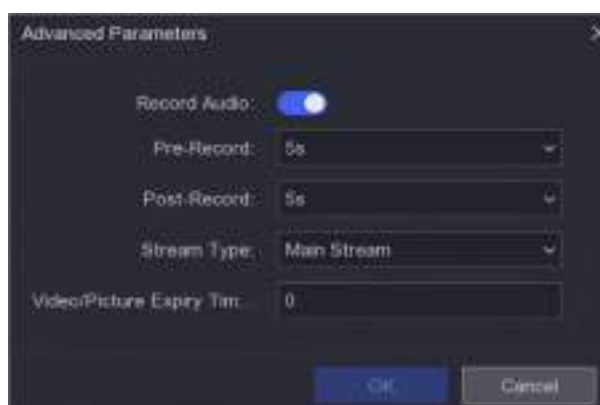 Advanced Parameters
Record Audio:
Pre-Record: 5s
Post-Record: 5s
Stream Type: Main Stream
Video/Picture Expiry Tim... 0
OK Cancel